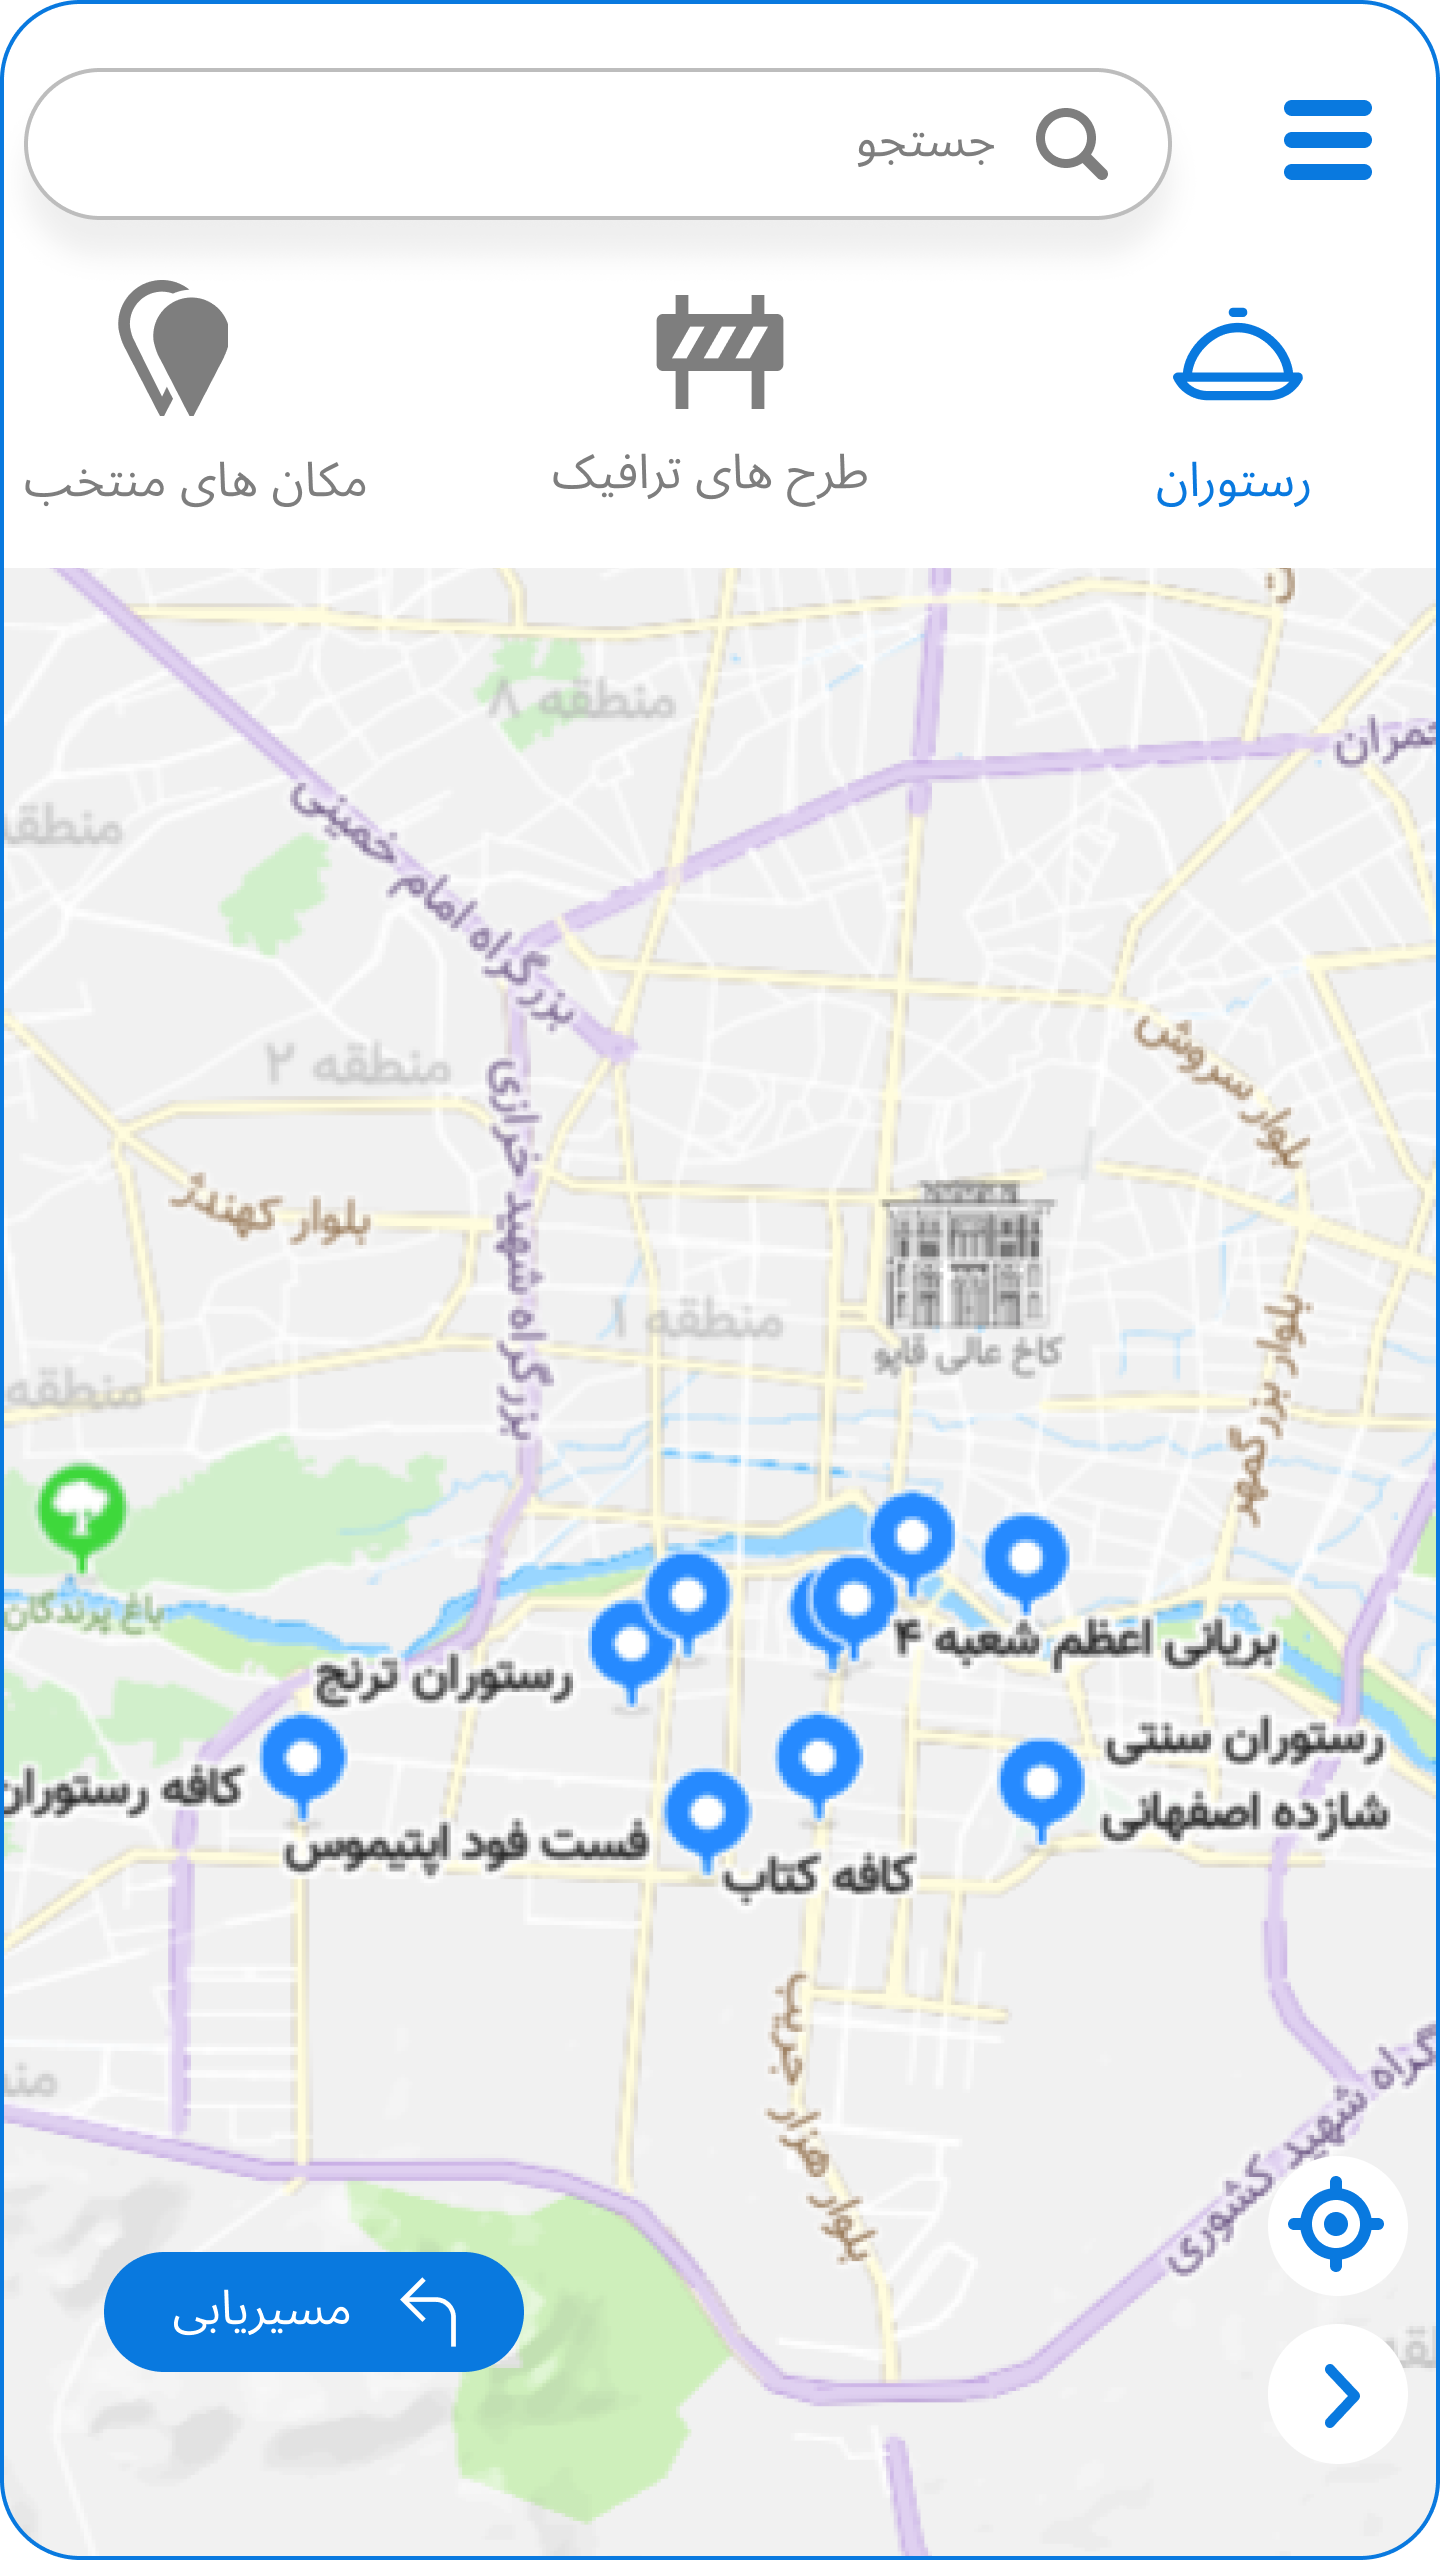 جستجو
رستوران
طرح های ترافیک
مکان های منتخب
منطقه ۸
منطقه
بزرگراه امام خمینی
منطقه ۲
بلوار سروش
بزرگراه شهید خرازی
بلوار کهندژ
منطقه ۱
کاخ عالی قاپو
بلوار بزرگمهر
منطقه
باغ پرندگان
بریانی اعظم شعبه ۴
رستوران ترنج
رستوران سنتی
شازده اصفهانی
کافه رستوران
فست فود اپتیموس
کافه کتاب
بلوار هزار جریب
شهید کشوری
مسیریابی